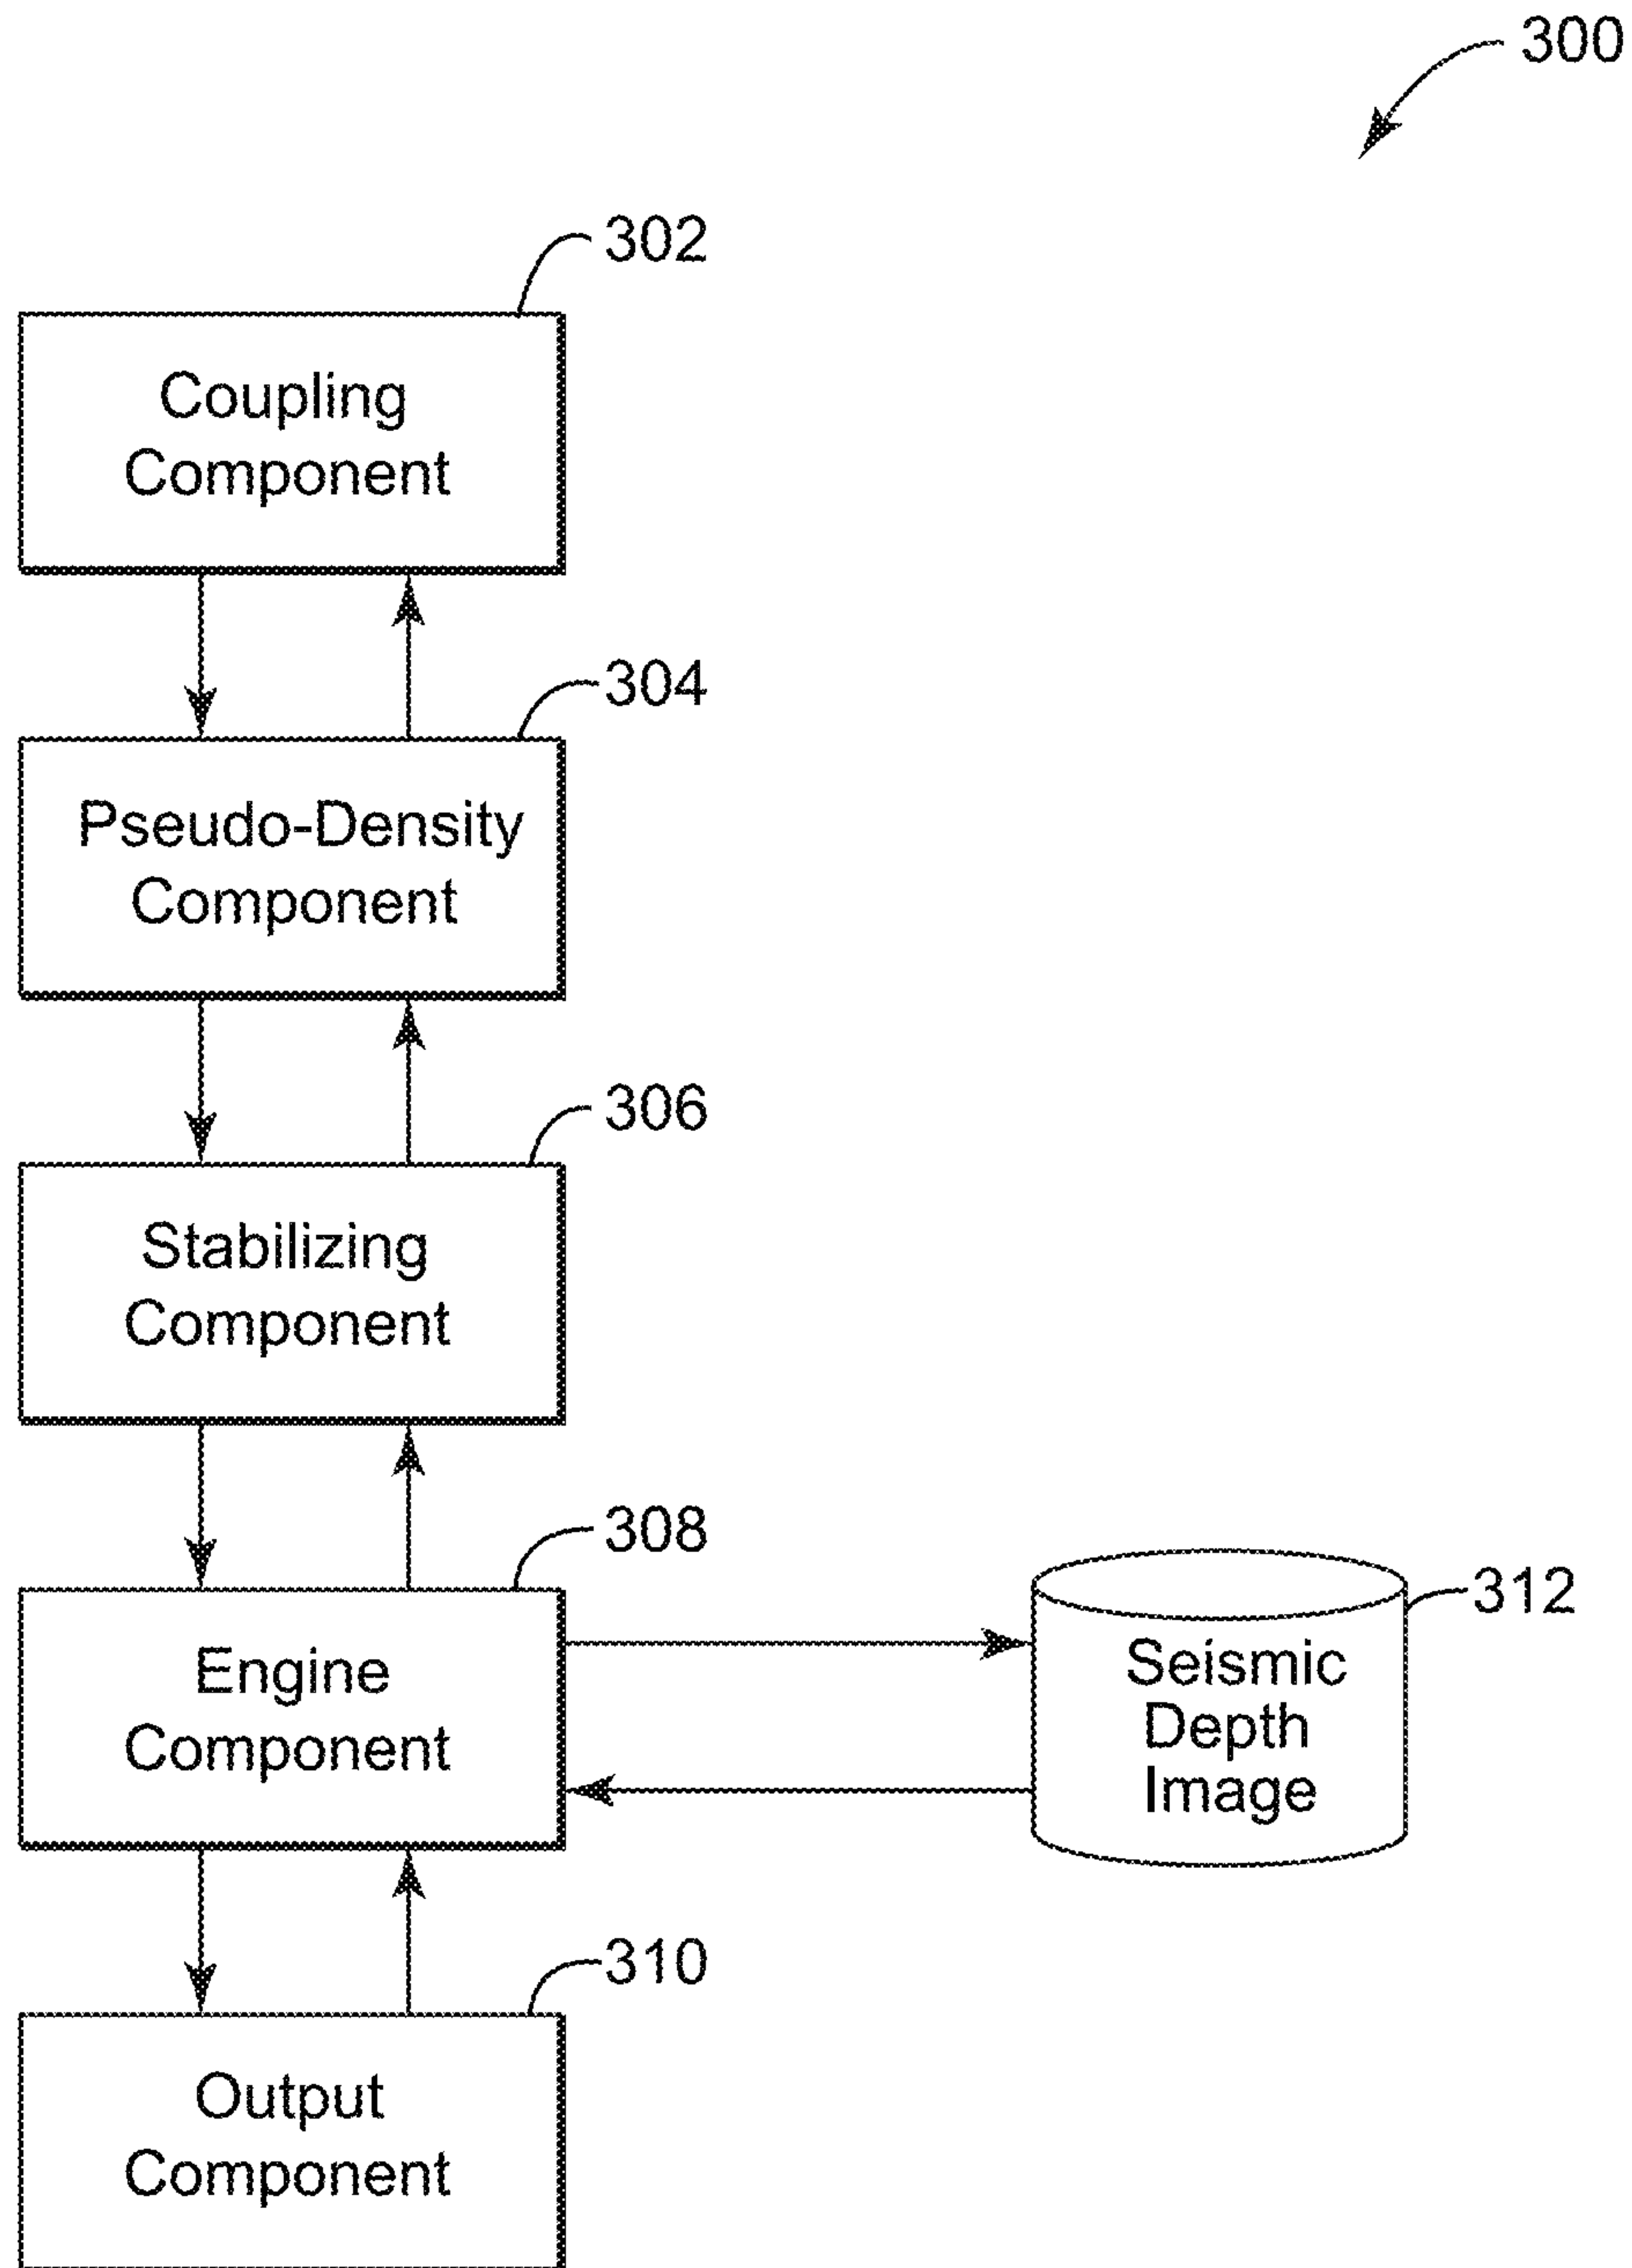 300
302
Coupling
Component
304
Pseudo-Density
Component
306
Stabilizing
Component
308
Engine
Component
312
Seismic
Depth
Image
310
Output
Component